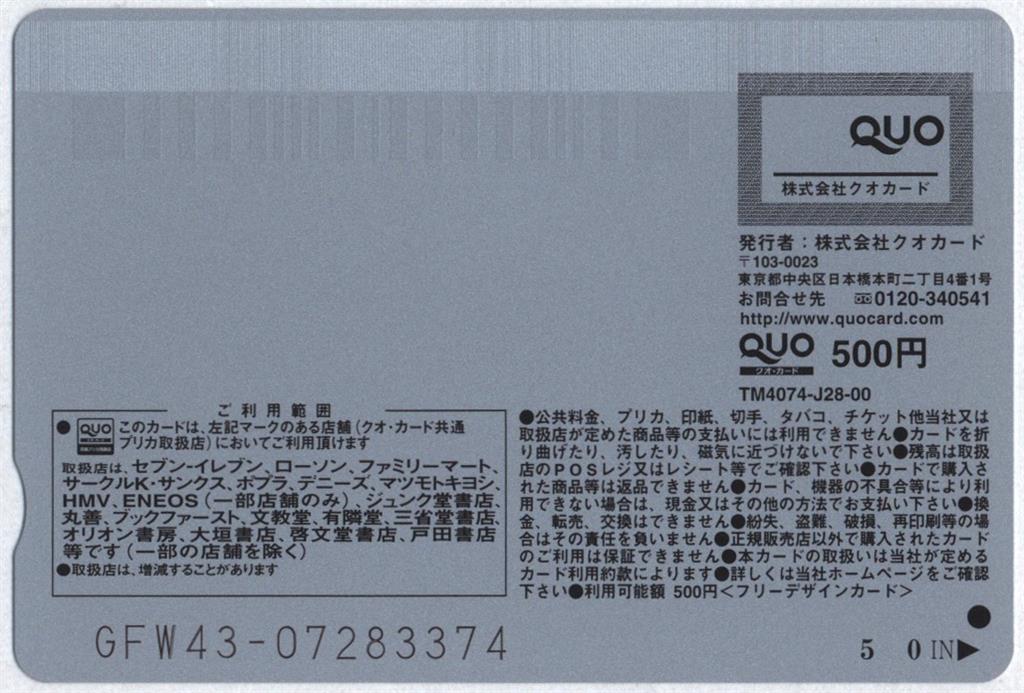 QUO
株式会社クオカード
発行者：株式会社クオカード
〒103-0023
東京都中央区日本橋本町二丁目4番1号
お問合せ先 0120-340541
http://www.quocard.com
QUO 500円
クオ・カード
TM4074-J28-00
ご利用範囲
●QUO このカードは、左記マークのある店舗（クオ・カード共通
プリカ取扱店）においてご利用頂けます
取扱店は、セブン-イレブン、ローソン、ファミリーマート、
サークルK・サンクス、ポプラ、デニーズ、マツモトキヨシ、
HMV、ENEOS（一部店舗のみ）、ジュンク堂書店、
丸善、ブックファースト、文教堂、有隣堂、三省堂書店、
オリオン書房、大垣書店、啓文堂書店、戸田書店
等です（一部の店舗を除く）
●取扱店は、増減することがあります
●公共料金、プリカ、印紙、切手、タバコ、チケット他当社又は
取扱店が定めた商品等の支払いには利用できません●カードを折
り曲げたり、汚したり、磁気に近づけないで下さい●残高は取扱
店のPOSレジ又はレシート等でご確認下さい●カードで購入さ
れた商品等は返品できません●カード、機器の不具合等により利
用できない場合は、現金又はその他の方法でお支払い下さい●換
金、転売、交換はできません●紛失、盗難、破損、再印刷等の場
合はその責任を負いません●正規販売店以外で購入されたカード
のご利用は保証できません●本カードの取扱いは当社が定める
カード利用約款によります●詳しくは当社ホームページをご確認
下さい●利用可能額 500円＜フリーデザインカード＞
GFW43-07283374
5 0 IN▶